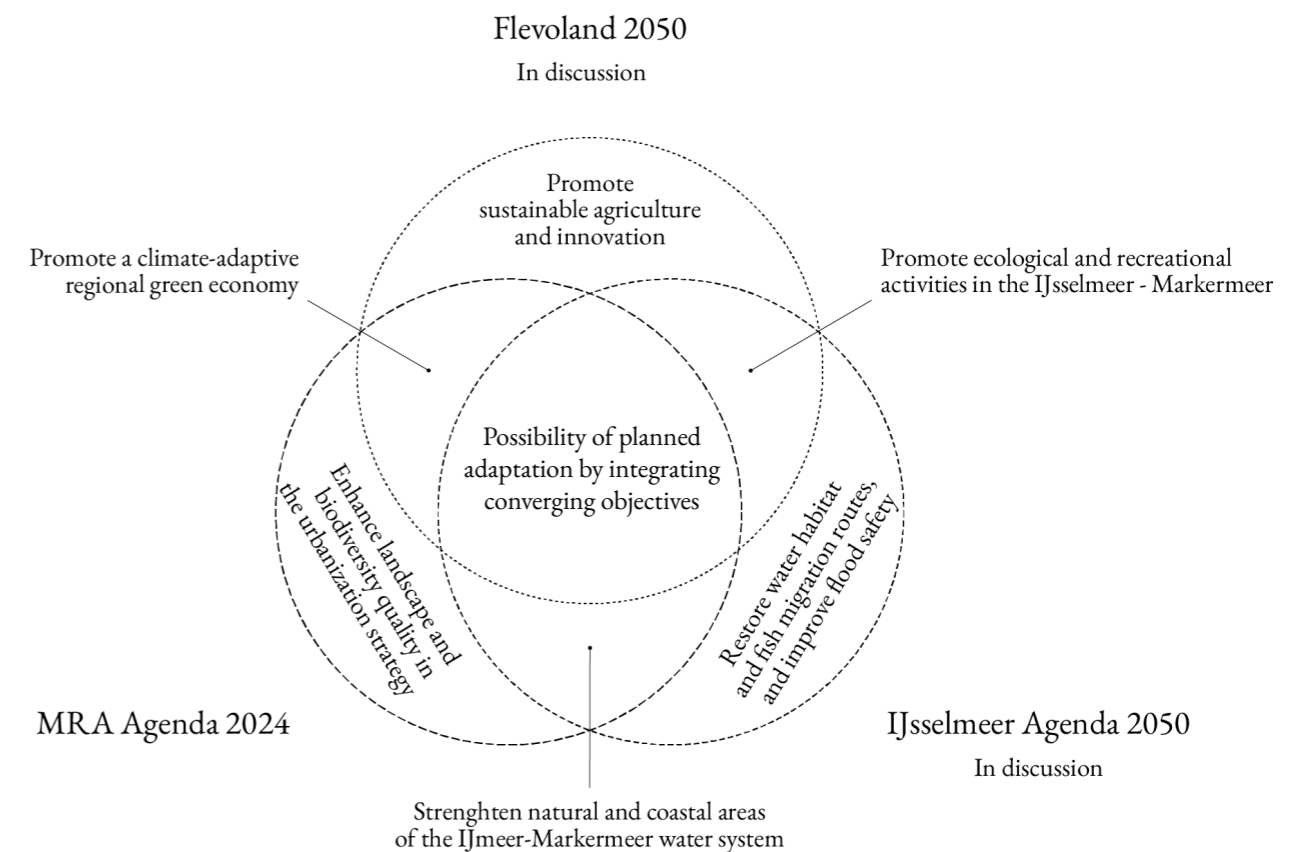 Flevoland 2050
In discussion
Promote
sustainable agriculture
and innovation
Promote a climate-adaptive
regional green economy
Promote ecological and recreational
activities in the IJsselmeer - Markermeer
Possibility of planned
adaptation by integrating
converging objectives
Enhance landscape and
biodiversity quality in
the urbanization strategy
Restore water habitat
and fish migration routes,
and improve flood safety
MRA Agenda 2024
IJsselmeer Agenda 2050
In discussion
Strenghten natural and coastal areas
of the IJmeer-Markermeer water system